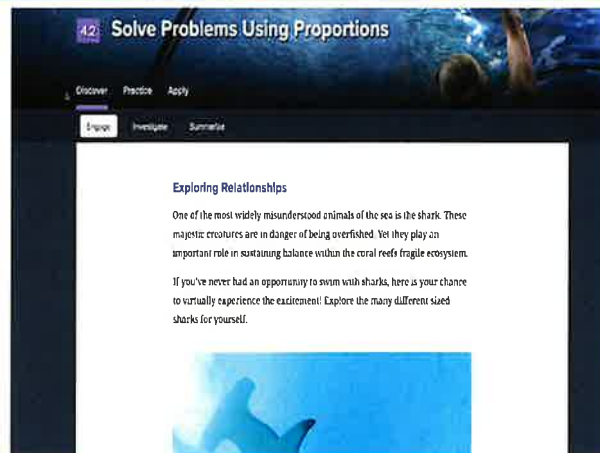 4.2 Solve Problems Using Proportions
Discover Practice Apply
Engage Investigate Summarize
Exploring Relationships
One of the most widely misunderstood animals of the sea is the shark. These
majestic creatures are in danger of being overfished. Yet they play an
important role in sustaining balance within the coral reefs fragile ecosystem.
If you've never had an opportunity to swim with sharks, here is your chance
to virtually experience the excitement! Explore the many different sized
sharks for yourself.